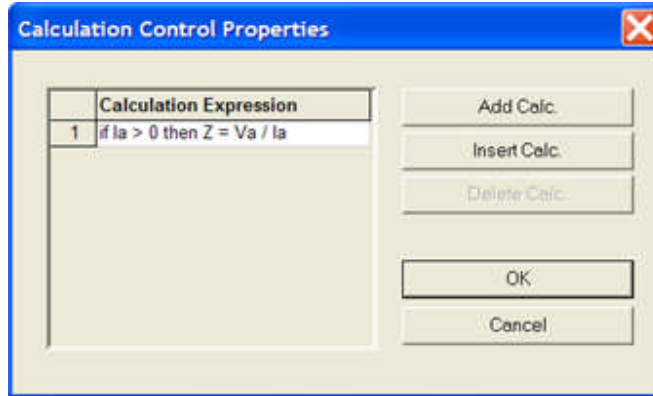 Calculation Control Properties
Calculation Expression
1 if Ia > 0 then Z = Va / Ia
Add Calc.
Insert Calc.
Delete Calc.
OK
Cancel